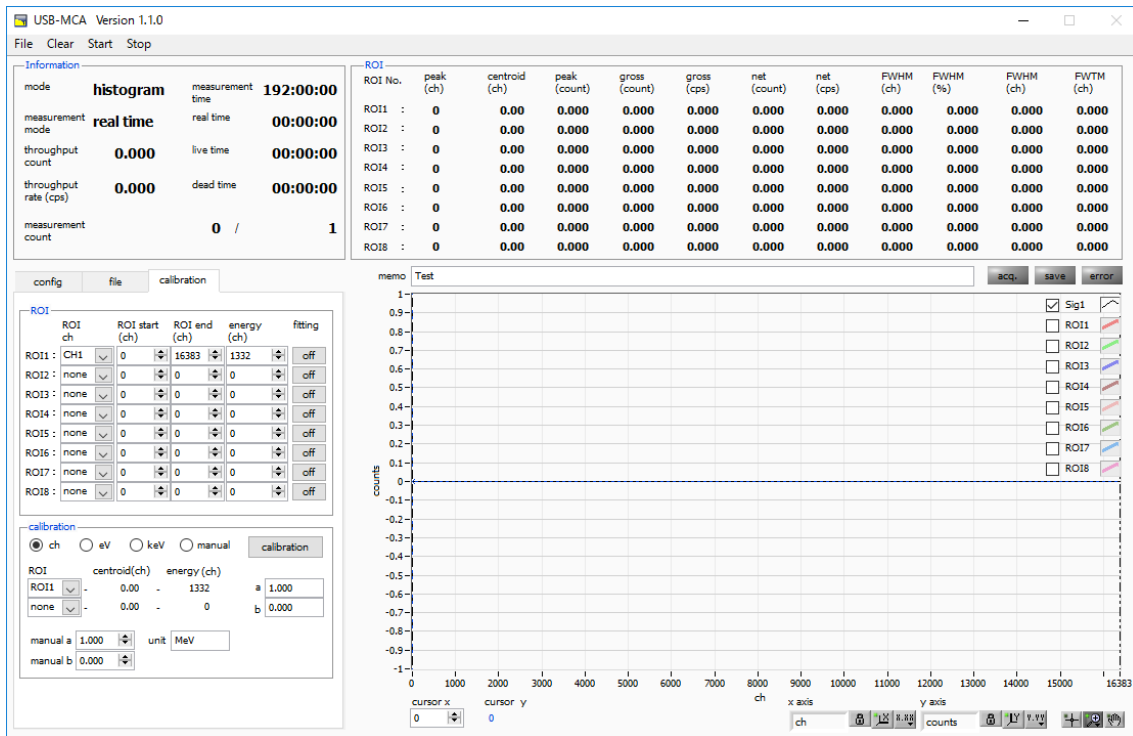 USB-MCA Version 1.1.0
File Clear Start Stop
Information
mode histogram measurement time 192:00:00
measurement mode real time real time 00:00:00
throughput count 0.000 live time 00:00:00
throughput rate (cps) 0.000 dead time 00:00:00
measurement count 0 / 1
ROI
ROI No. peak (ch) centroid (ch) peak (count) gross (count) gross (cps) net (count) net (cps) FWHM (ch) FWHM (%) FWHM (ch) FWTM (ch)
ROI1 : 0 0.00 0.000 0.000 0.000 0.000 0.000 0.000 0.000 0.000 0.000
ROI2 : 0 0.00 0.000 0.000 0.000 0.000 0.000 0.000 0.000 0.000 0.000
ROI3 : 0 0.00 0.000 0.000 0.000 0.000 0.000 0.000 0.000 0.000 0.000
ROI4 : 0 0.00 0.000 0.000 0.000 0.000 0.000 0.000 0.000 0.000 0.000
ROI5 : 0 0.00 0.000 0.000 0.000 0.000 0.000 0.000 0.000 0.000 0.000
ROI6 : 0 0.00 0.000 0.000 0.000 0.000 0.000 0.000 0.000 0.000 0.000
ROI7 : 0 0.00 0.000 0.000 0.000 0.000 0.000 0.000 0.000 0.000 0.000
ROI8 : 0 0.00 0.000 0.000 0.000 0.000 0.000 0.000 0.000 0.000 0.000
config file calibration
ROI
ROI ch ROI start (ch) ROI end (ch) energy (ch) fitting
ROI1 : CH1 0 16383 1332 off
ROI2 : none 0 0 0 off
ROI3 : none 0 0 0 off
ROI4 : none 0 0 0 off
ROI5 : none 0 0 0 off
ROI6 : none 0 0 0 off
ROI7 : none 0 0 0 off
ROI8 : none 0 0 0 off
calibration
ch eV keV manual calibration
ROI centroid(ch) energy (ch)
ROI1 - 0.00 - 1332 a 1.000
none - 0.00 - 0 b 0.000
manual a 1.000 unit MeV
manual b 0.000
memo Test acq. save error
counts
1
0.9
0.8
0.7
0.6
0.5
0.4
0.3
0.2
0.1
0
-0.1
-0.2
-0.3
-0.4
-0.5
-0.6
-0.7
-0.8
-0.9
-1
Sig1
ROI1
ROI2
ROI3
ROI4
ROI5
ROI6
ROI7
ROI8
0 1000 2000 3000 4000 5000 6000 7000 8000 9000 10000 11000 12000 13000 14000 15000 16383
ch
cursor x cursor y x axis y axis
0 0 ch X.XX counts Y.YY